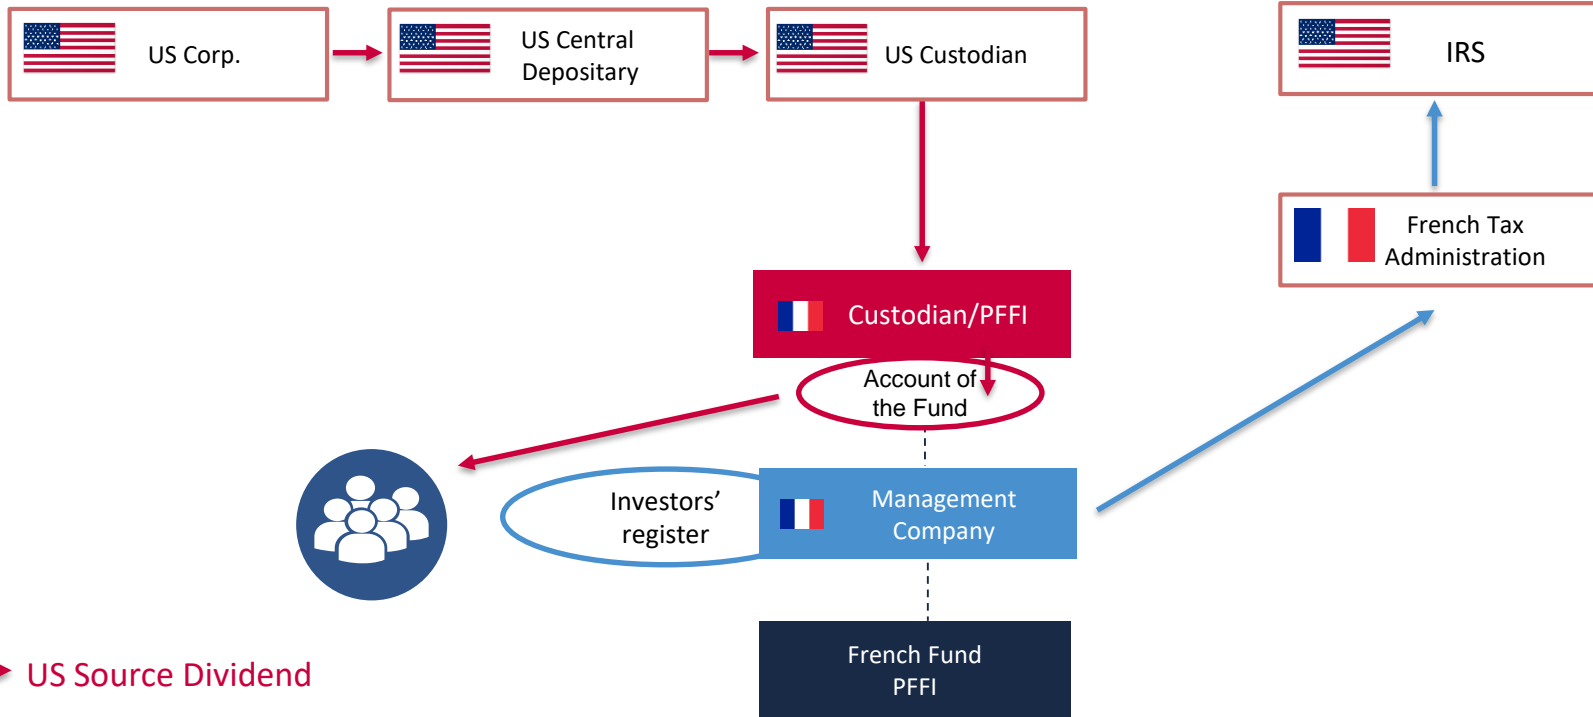 US Corp.
US Central
Depositary
US Custodian
IRS
French Tax
Administration
Custodian/PFFI
Account of
the Fund
Investors’
register
Management
Company
French Fund
PFFI
US Source Dividend